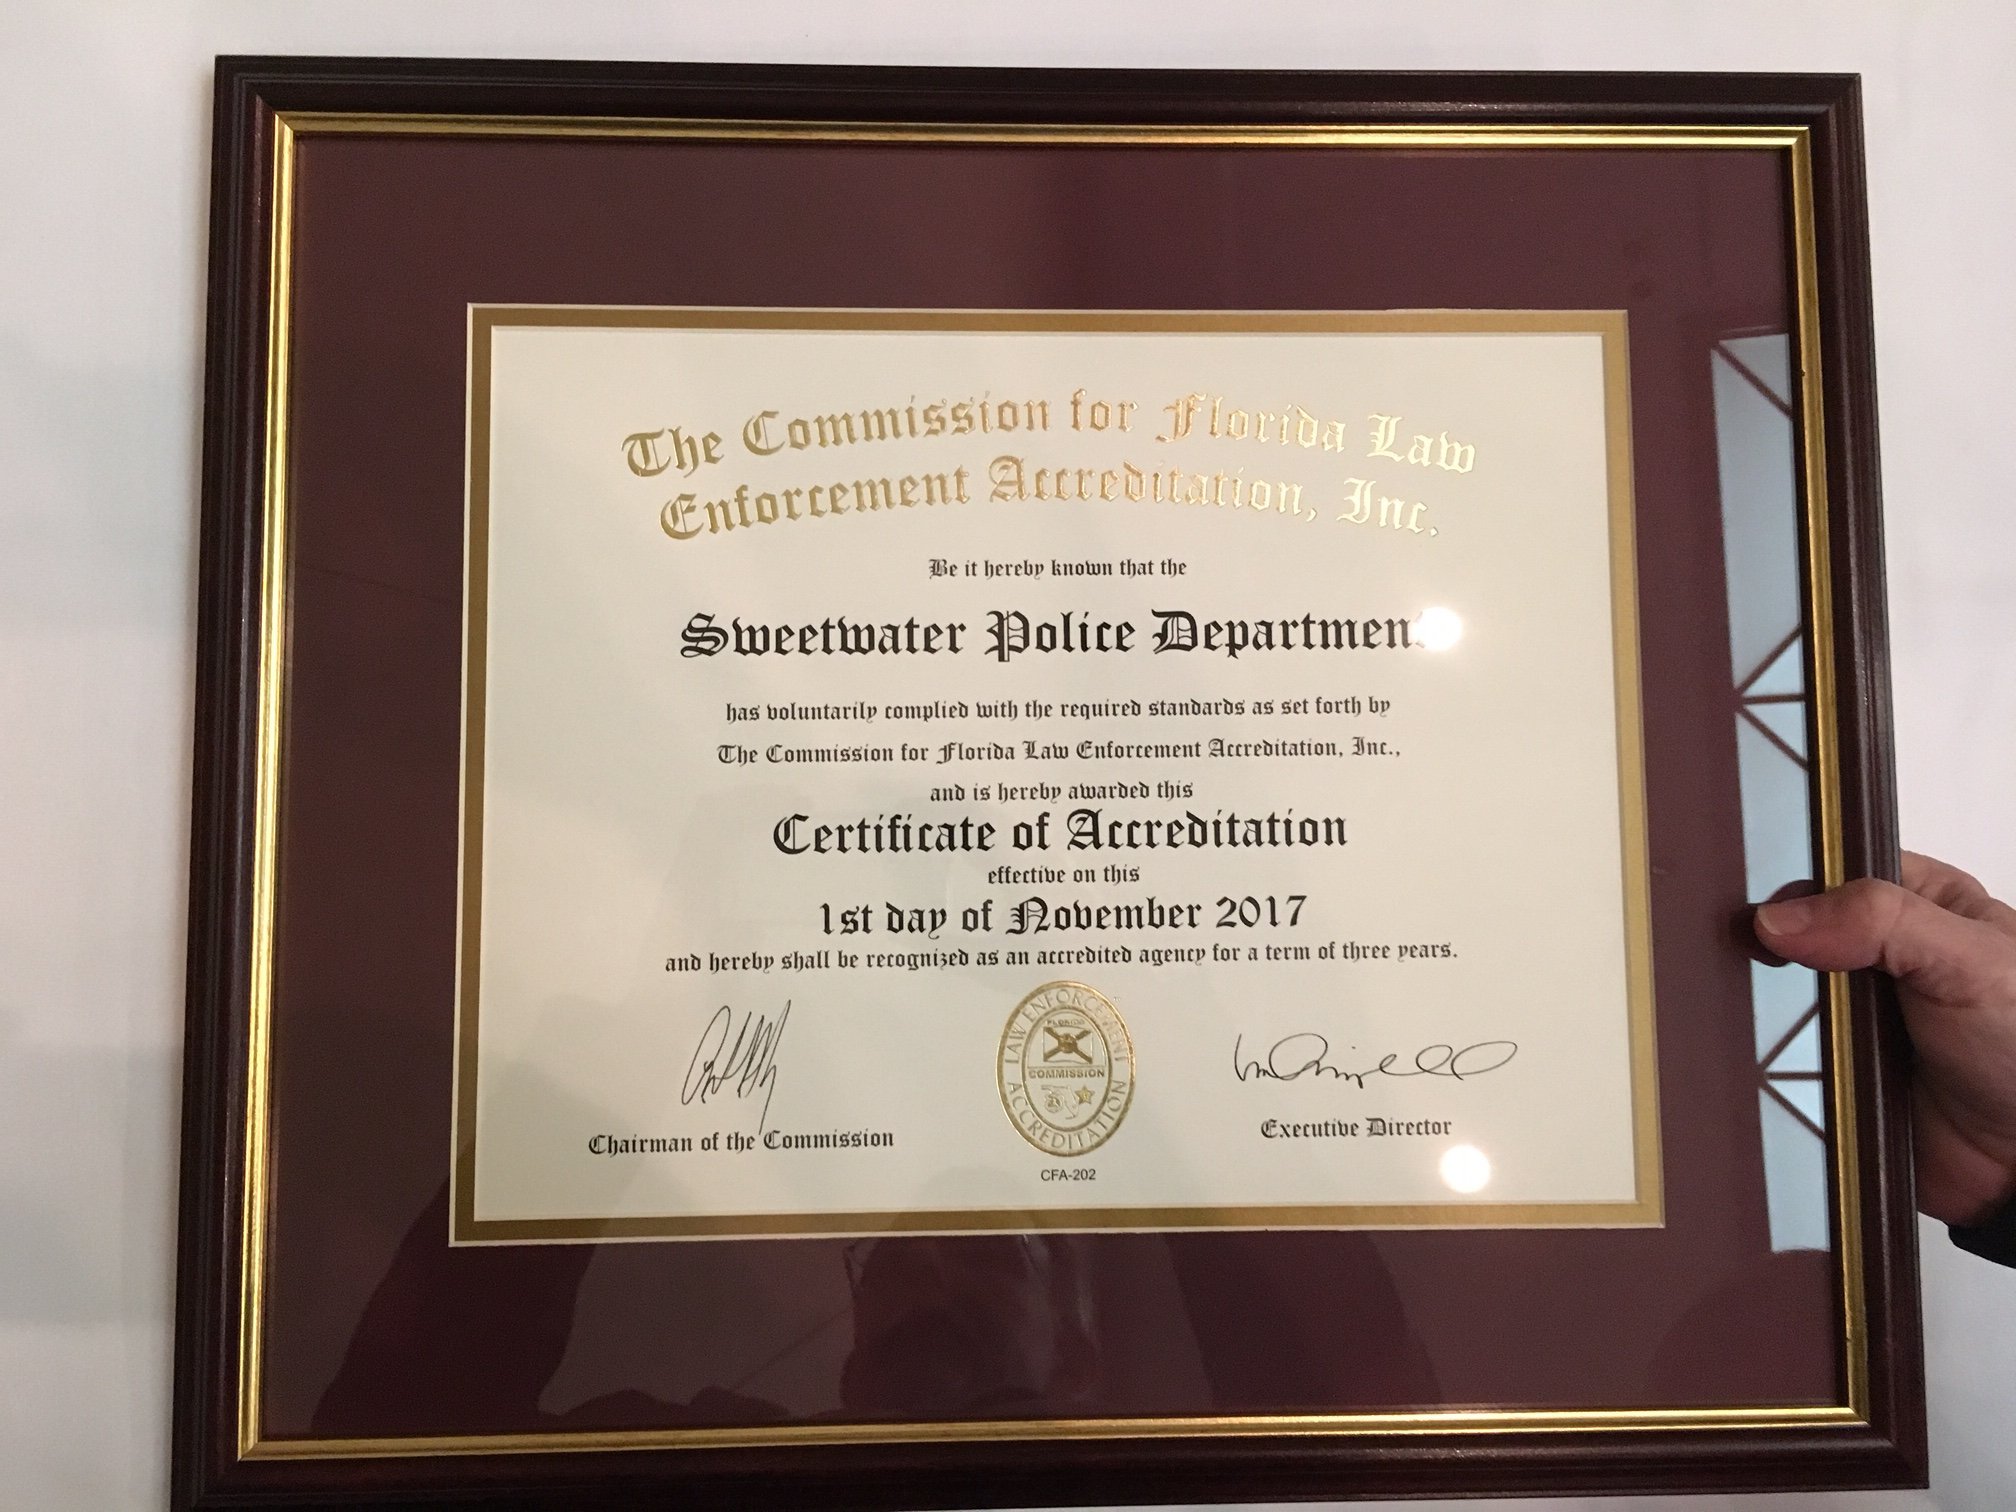 The Commission for Florida Law
Enforcement Accreditation, Inc.
Be it hereby known that the
Sweetwater Police Department
has voluntarily complied with the required standards as set forth by
The Commission for Florida Law Enforcement Accreditation, Inc.,
and is hereby awarded this
Certificate of Accreditation
effective on this
1st day of November 2017
and hereby shall be recognized as an accredited agency for a term of three years.
LAW ENFORCEMENT
FLORIDA
COMMISSION
ACCREDITATION
Chairman of the Commission
Executive Director
CFA-202